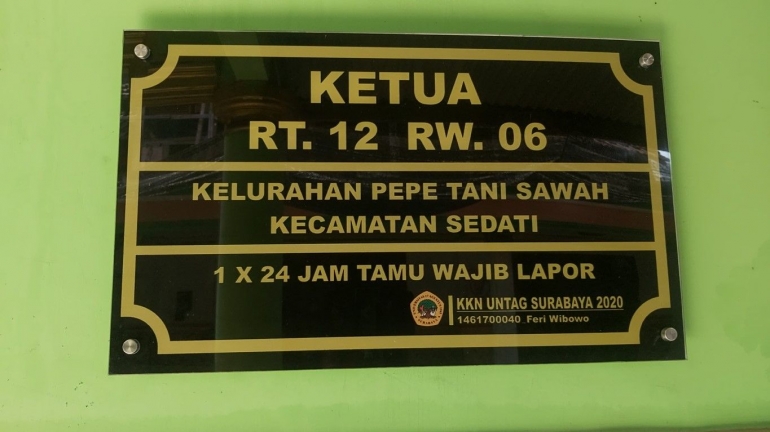 KETUA
RT. 12 RW. 06
KELURAHAN PEPE TANI SAWAH
KECAMATAN SEDATI
1 X 24 JAM TAMU WAJIB LAPOR
KKN UNTAG SURABAYA 2020
1461700040 Feri Wibowo